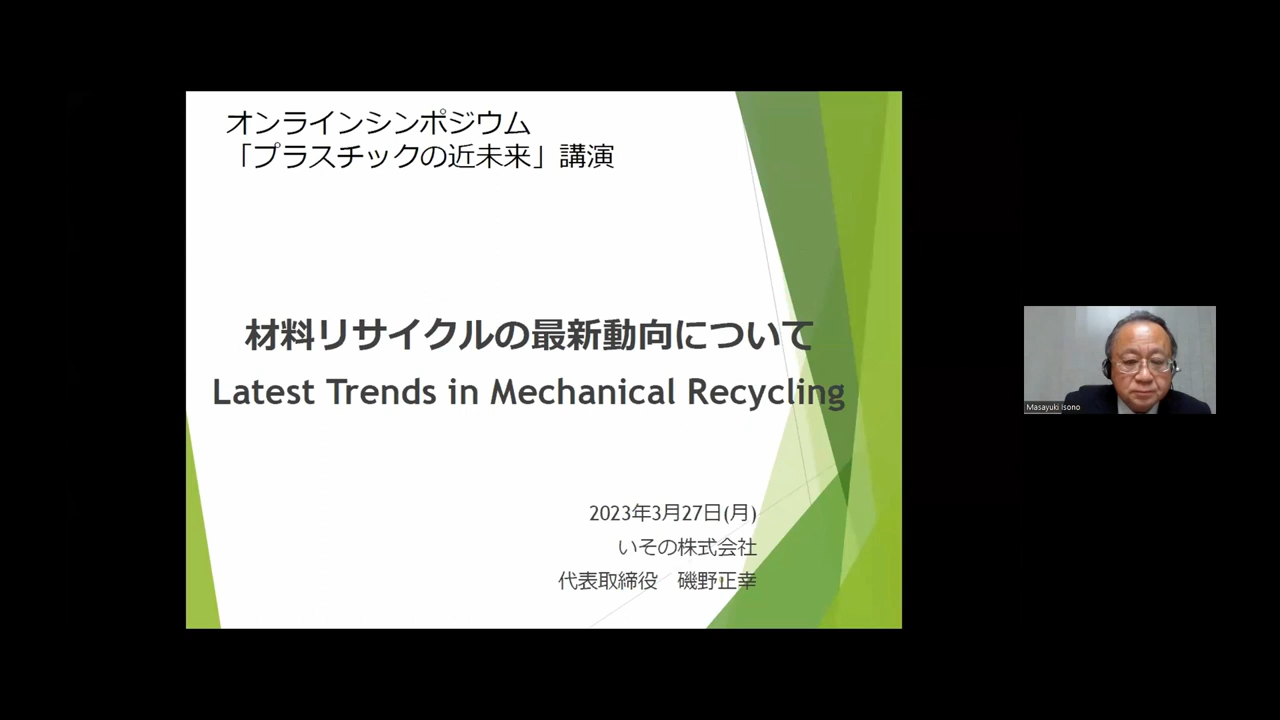 オンラインシンポジウム
「プラスチックの近未来」講演
材料リサイクルの最新動向について
Latest Trends in Mechanical Recycling
2023年3月27日(月)
いその株式会社
代表取締役　磯野正幸
Masayuki Isono